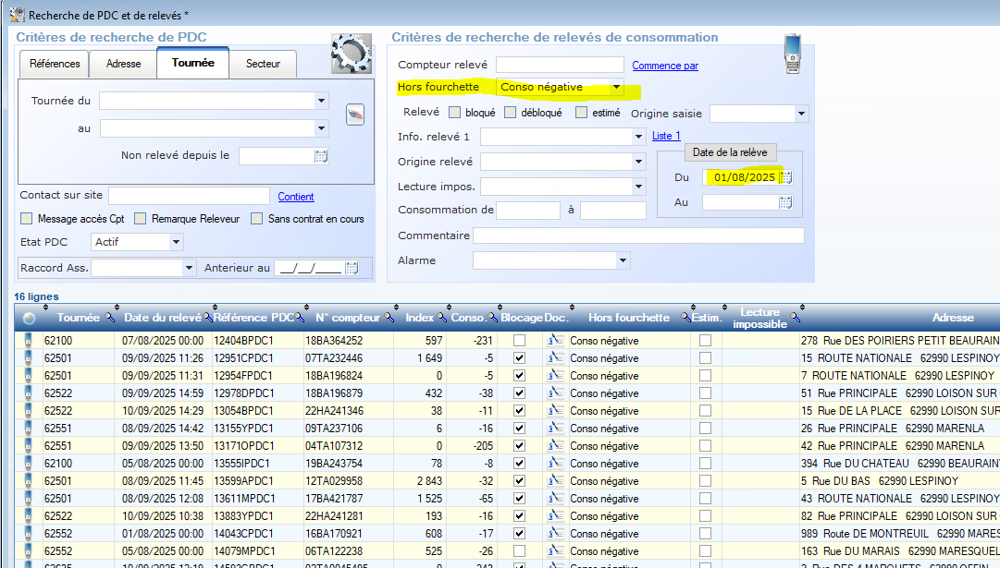 Recherche de PDC et de relevés *
Critères de recherche de PDC
Références Adresse Tournée Secteur
Tournée du
au
Non relevé depuis le
Contact sur site Contient
Message accès Cpt Remarque Releveur Sans contrat en cours
Etat PDC Actif
Raccord Ass. Anterieur au __/__/____
Critères de recherche de relevés de consommation
Compteur relevé Commence par
Hors fourchette Conso négative
Relevé bloqué débloqué estimé Origine saisie
Info. relevé 1 Liste 1
Origine relevé
Lecture impos.
Consommation de à
Commentaire
Alarme
Date de la relève
Du 01/08/2025
Au
16 lignes
Tournée Date du relevé Référence PDC N° compteur Index Conso. Blocage Doc. Hors fourchette Estim. Lecture impossible Adresse
62100 07/08/2025 00:00 12404BPDC1 18BA364252 597 -231 Conso négative 278 Rue DES POIRIERS PETIT BEAURAIN
62501 09/09/2025 11:26 12951CPDC1 07TA232446 1 649 -5 Conso négative 15 ROUTE NATIONALE 62990 LESPINOY
62501 09/09/2025 11:31 12954FPDC1 18BA196824 0 -5 Conso négative 7 ROUTE NATIONALE 62990 LESPINOY
62522 09/09/2025 14:59 12978DPDC1 18BA196879 432 -38 Conso négative 51 Rue PRINCIPALE 62990 LOISON SUR
62522 10/09/2025 14:29 13054BPDC1 22HA241346 38 -11 Conso négative 15 Rue DE LA PLACE 62990 LOISON SUR
62551 08/09/2025 14:42 13155YPDC1 09TA237106 6 -16 Conso négative 26 Rue PRINCIPALE 62990 MARENLA
62551 09/09/2025 13:50 13171OPDC1 04TA107312 0 -205 Conso négative 42 Rue PRINCIPALE 62990 MARENLA
62100 05/08/2025 00:00 13555IPDC1 19BA243754 78 -8 Conso négative 394 Rue DU CHATEAU 62990 BEAURAIN
62501 08/09/2025 11:45 13599APDC1 12TA029958 2 843 -32 Conso négative 5 Rue DU BAS 62990 LESPINOY
62501 08/09/2025 12:08 13611MPDC1 17BA421787 1 525 -65 Conso négative 43 ROUTE NATIONALE 62990 LESPINOY
62522 10/09/2025 10:38 13883YPDC1 22HA241281 193 -16 Conso négative 82 Rue PRINCIPALE 62990 LOISON SUR
62552 01/08/2025 00:00 14043CPDC1 16BA170921 608 -17 Conso négative 989 Route DE MONTREUIL 62990 MARES
62552 05/08/2025 00:00 14079MPDC1 06TA122238 525 -26 Conso négative 163 Rue DU MARAIS 62990 MARESQUEL